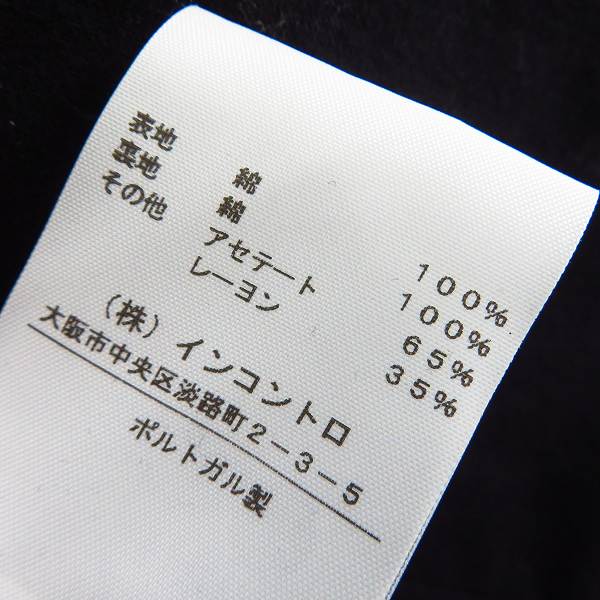 表地 綿 100%
裏地 綿 100%
その他 アセテート 65%
レーヨン 35%
(株)インコントロ
大阪市中央区淡路町2-3-5
ポルトガル製